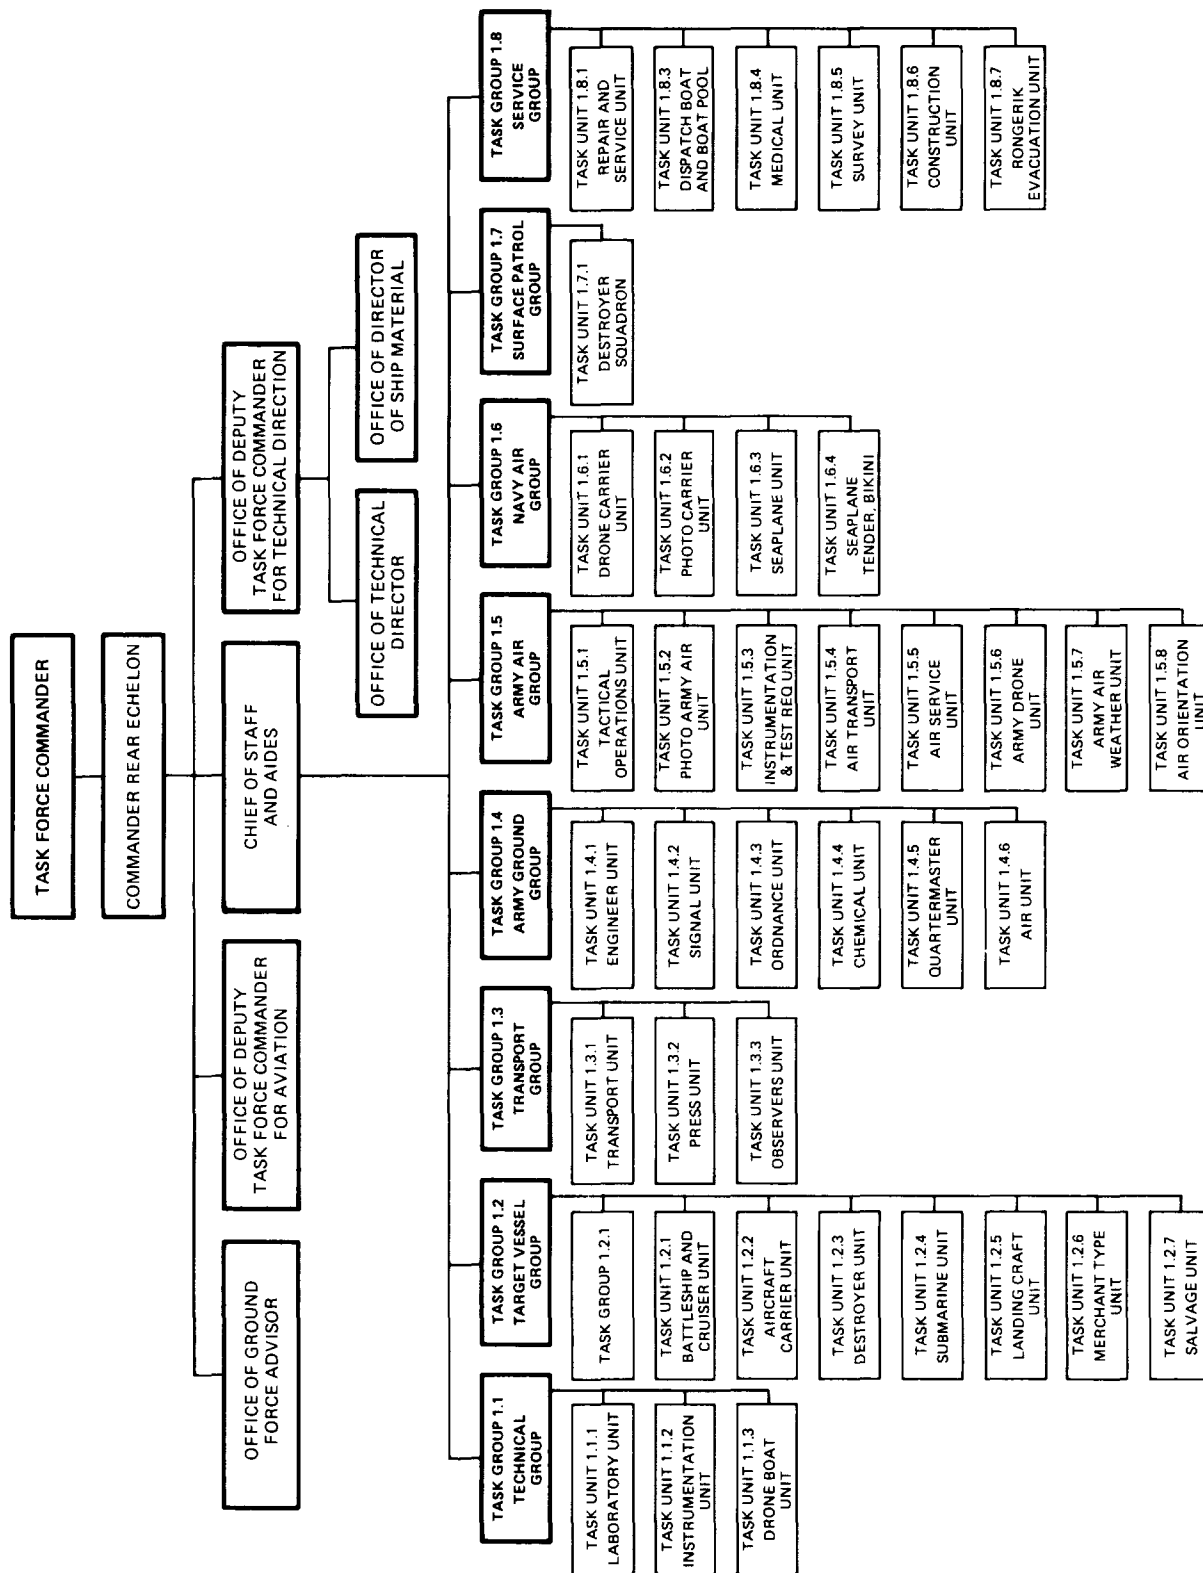 TASK FORCE COMMANDER
COMMANDER REAR ECHELON
OFFICE OF GROUND
FORCE ADVISOR
OFFICE OF DEPUTY
TASK FORCE COMMANDER
FOR AVIATION
CHIEF OF STAFF
AND AIDES
OFFICE OF DEPUTY
TASK FORCE COMMANDER
FOR TECHNICAL DIRECTION
OFFICE OF TECHNICAL
DIRECTOR
OFFICE OF DIRECTOR
OF SHIP MATERIAL
TASK GROUP 1.1
TECHNICAL
GROUP
TASK UNIT 1.1.1
LABORATORY UNIT
TASK UNIT 1.1.2
INSTRUMENTATION
UNIT
TASK UNIT 1.1.3
DRONE BOAT
UNIT
TASK GROUP 1.2
TARGET VESSEL
GROUP
TASK GROUP 1.2.1
TASK UNIT 1.2.1
BATTLESHIP AND
CRUISER UNIT
TASK UNIT 1.2.2
AIRCRAFT
CARRIER UNIT
TASK UNIT 1.2.3
DESTROYER UNIT
TASK UNIT 1.2.4
SUBMARINE UNIT
TASK UNIT 1.2.5
LANDING CRAFT
UNIT
TASK UNIT 1.2.6
MERCHANT TYPE
UNIT
TASK UNIT 1.2.7
SALVAGE UNIT
TASK GROUP 1.3
TRANSPORT
GROUP
TASK UNIT 1.3.1
TRANSPORT UNIT
TASK UNIT 1.3.2
PRESS UNIT
TASK UNIT 1.3.3
OBSERVERS UNIT
TASK GROUP 1.4
ARMY GROUND
GROUP
TASK UNIT 1.4.1
ENGINEER UNIT
TASK UNIT 1.4.2
SIGNAL UNIT
TASK UNIT 1.4.3
ORDNANCE UNIT
TASK UNIT 1.4.4
CHEMICAL UNIT
TASK UNIT 1.4.5
QUARTERMASTER
UNIT
TASK UNIT 1.4.6
AIR UNIT
TASK GROUP 1.5
ARMY AIR
GROUP
TASK UNIT 1.5.1
TACTICAL
OPERATIONS UNIT
TASK UNIT 1.5.2
PHOTO ARMY AIR
UNIT
TASK UNIT 1.5.3
INSTRUMENTATION
& TEST REQ UNIT
TASK UNIT 1.5.4
AIR TRANSPORT
UNIT
TASK UNIT 1.5.5
AIR SERVICE
UNIT
TASK UNIT 1.5.6
ARMY DRONE
UNIT
TASK UNIT 1.5.7
ARMY AIR
WEATHER UNIT
TASK UNIT 1.5.8
AIR ORIENTATION
UNIT
TASK GROUP 1.6
NAVY AIR
GROUP
TASK UNIT 1.6.1
DRONE CARRIER
UNIT
TASK UNIT 1.6.2
PHOTO CARRIER
UNIT
TASK UNIT 1.6.3
SEAPLANE UNIT
TASK UNIT 1.6.4
SEAPLANE
TENDER, BIKINI
TASK GROUP 1.7
SURFACE PATROL
GROUP
TASK UNIT 1.7.1
DESTROYER
SQUADRON
TASK GROUP 1.8
SERVICE
GROUP
TASK UNIT 1.8.1
REPAIR AND
SERVICE UNIT
TASK UNIT 1.8.3
DISPATCH BOAT
AND BOAT POOL
TASK UNIT 1.8.4
MEDICAL UNIT
TASK UNIT 1.8.5
SURVEY UNIT
TASK UNIT 1.8.6
CONSTRUCTION
UNIT
TASK UNIT 1.8.7
RONGERIK
EVACUATION UNIT